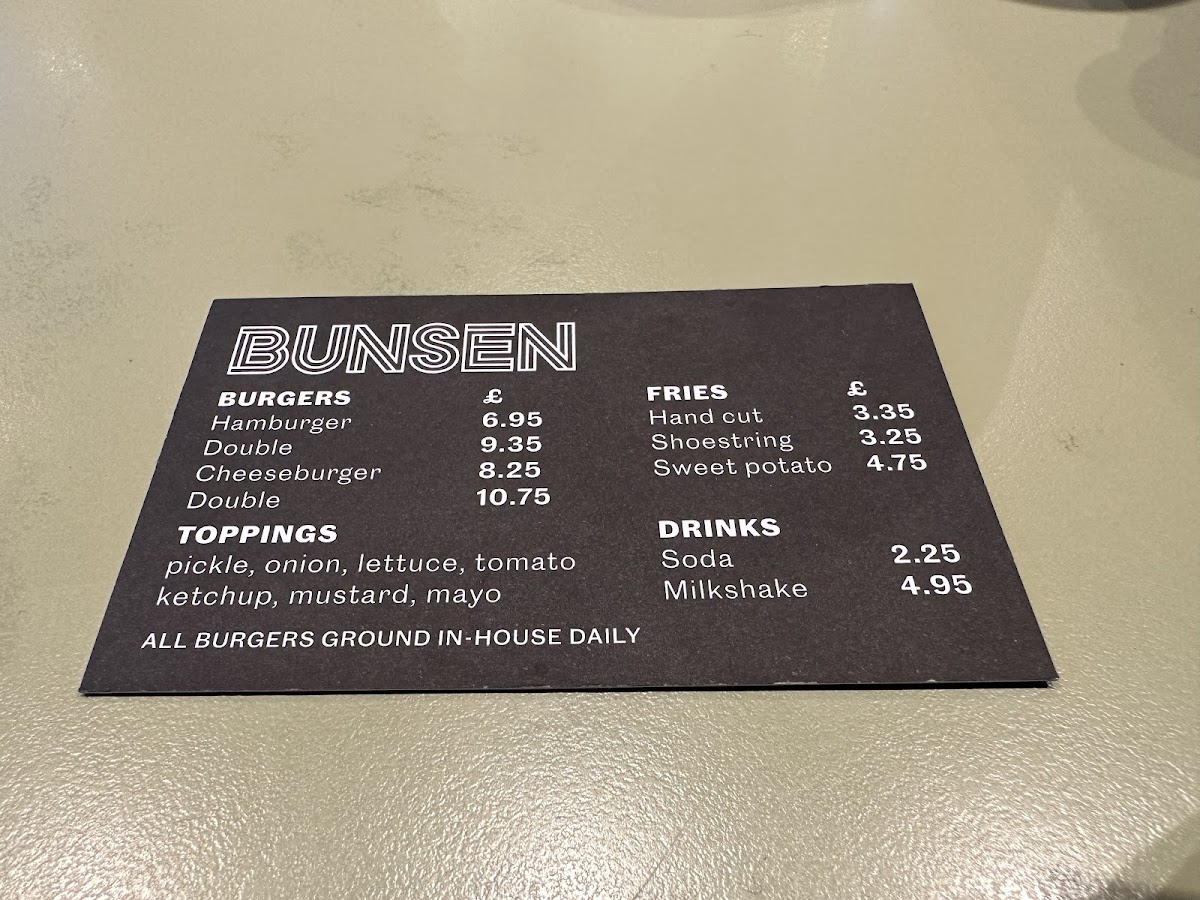 BUNSEN
BURGERS £
Hamburger 6.95
Double 9.35
Cheeseburger 8.25
Double 10.75
TOPPINGS
pickle, onion, lettuce, tomato
ketchup, mustard, mayo
ALL BURGERS GROUND IN-HOUSE DAILY
FRIES £
Hand cut 3.35
Shoestring 3.25
Sweet potato 4.75
DRINKS
Soda 2.25
Milkshake 4.95